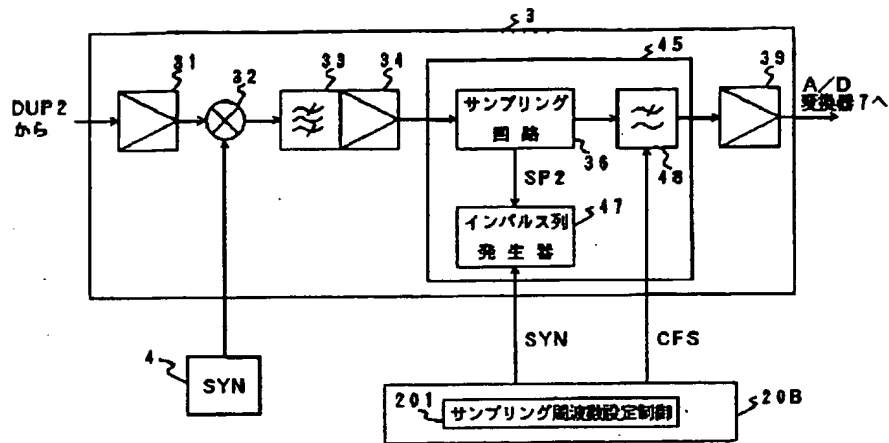 3
31
32
33
34
45
39
DUP2
から
サンプリング
回路
36
48
A/D
変換器7へ
SP2
47
インパルス列
発生器
4
SYN
SYN
CFS
201
サンプリング周波数設定制御
20B